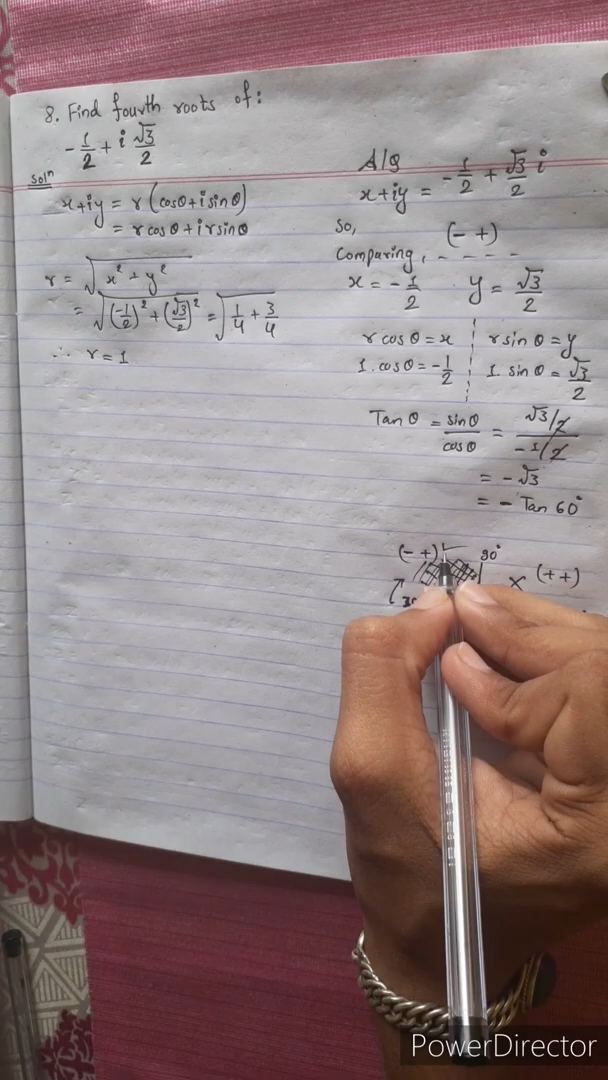 8. Find fourth roots of:
-1/2 + i √3/2
Solⁿ
x+iy = r (cosθ+i sinθ)
= r cosθ + i r sinθ
r = √(x² + y²)
= √((-1/2)² + (√3/2)²) = √(1/4 + 3/4)
∴ r = 1
A/Q
x+iy = -1/2 + √3/2 i
So, (- +)
Comparing, - - - -
x = -1/2 y = √3/2
r cosθ = x r sinθ = y
1. cosθ = -1/2 1. sinθ = √3/2
Tanθ = sinθ/cosθ = (√3/2)/(-1/2)
= -√3
= - Tan 60°
(- +) 90°
x (+ +)
PowerDirector